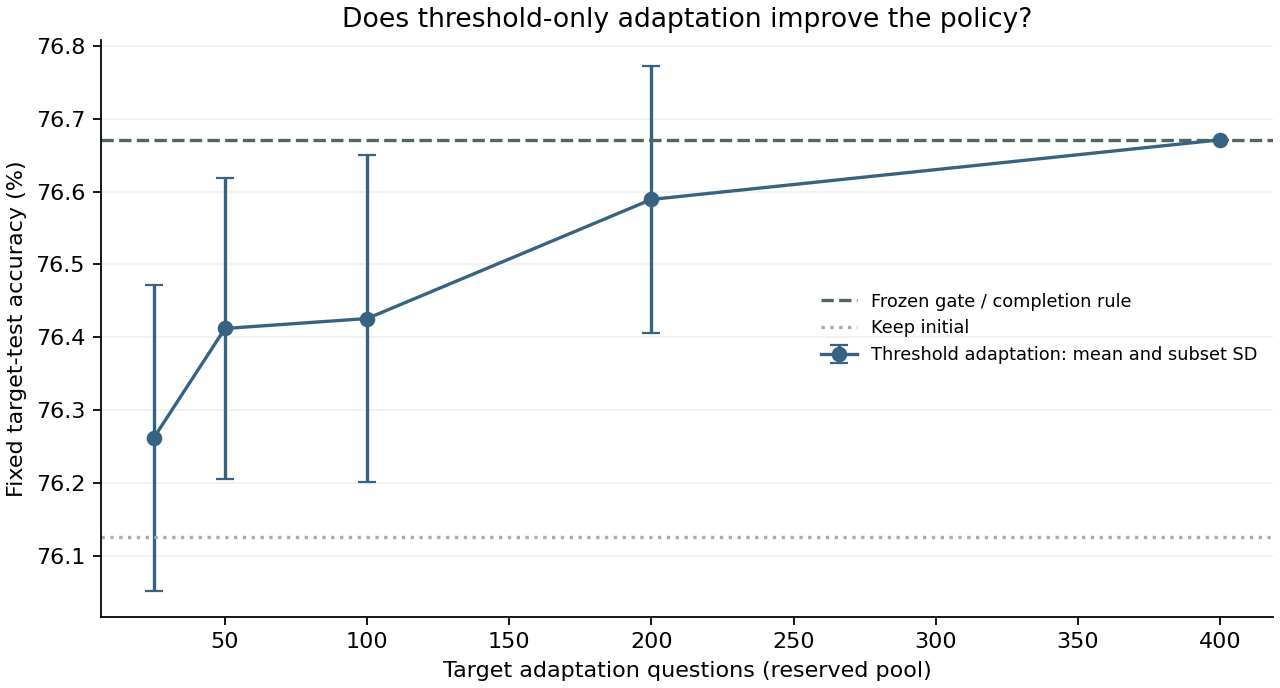 Does threshold-only adaptation improve the policy?
Fixed target-test accuracy (%)
76.8
76.7
76.6
76.5
76.4
76.3
76.2
76.1
Frozen gate / completion rule
Keep initial
Threshold adaptation: mean and subset SD
50 100 150 200 250 300 350 400
Target adaptation questions (reserved pool)